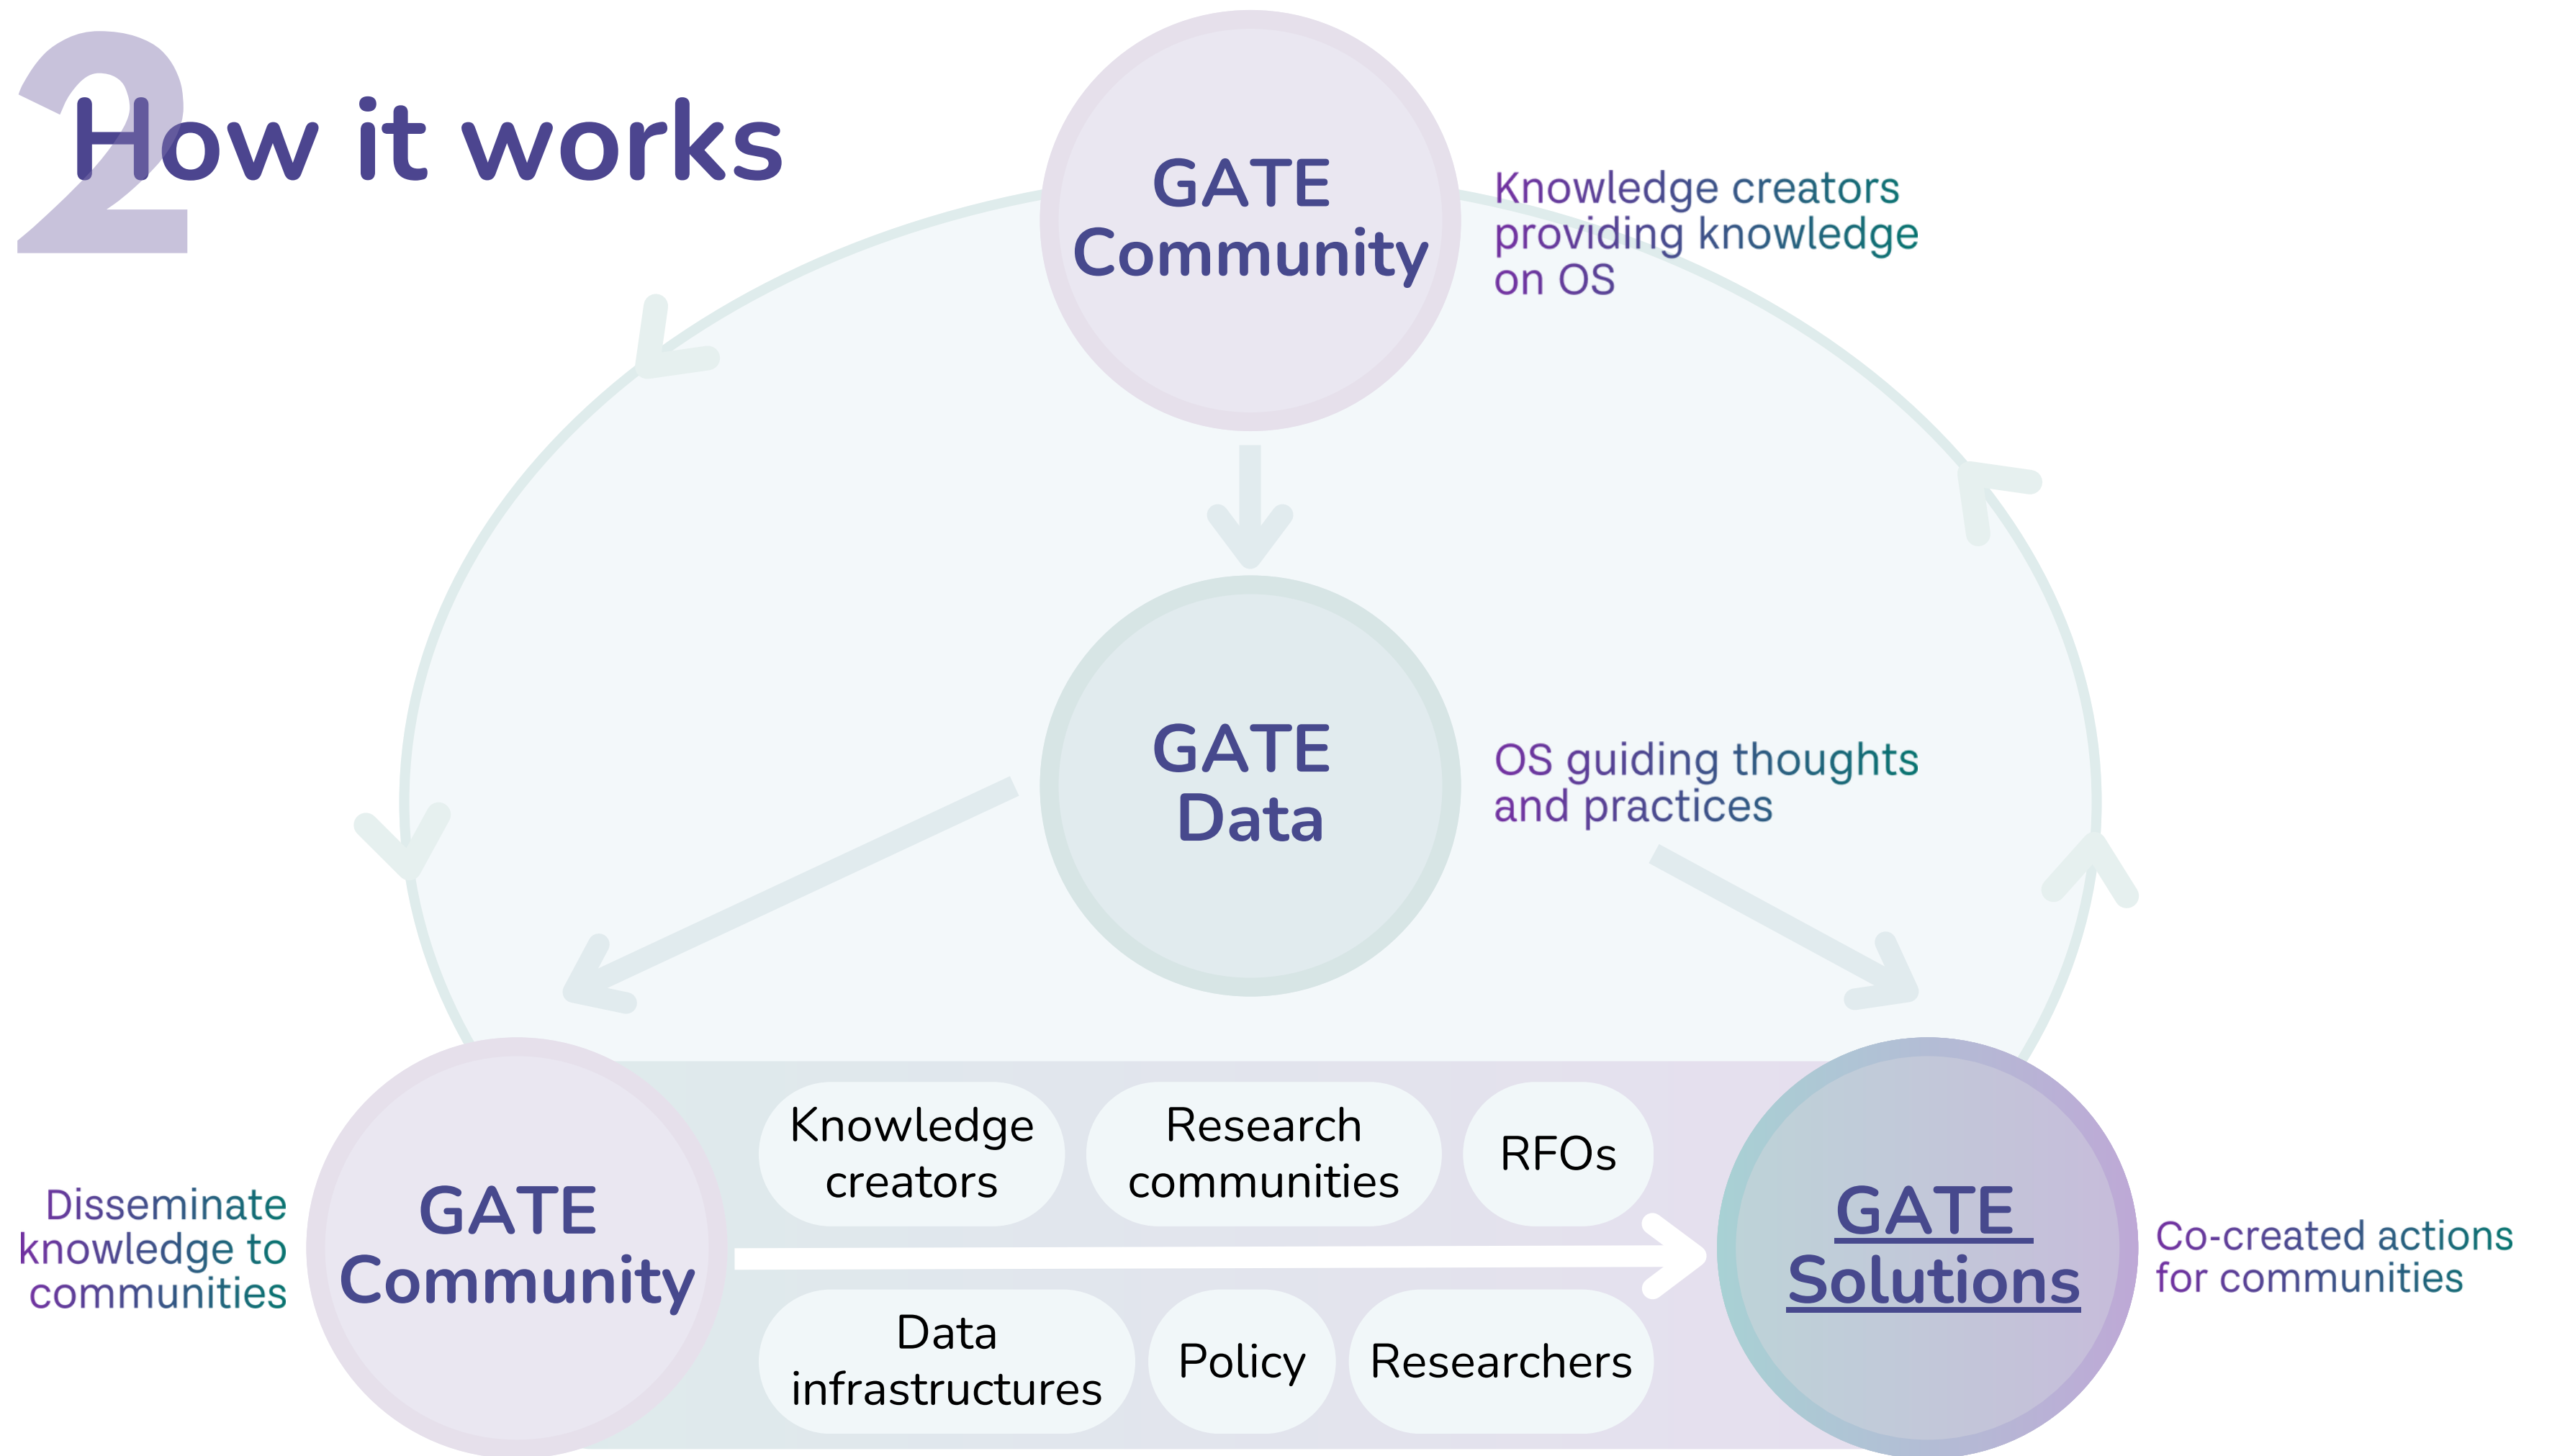 2
How it works
GATE
Community
Knowledge creators
providing knowledge
on OS
GATE
Data
OS guiding thoughts
and practices
Disseminate
knowledge to
communities
GATE
Community
Knowledge
creators
Research
communities
RFOs
Data
infrastructures
Policy
Researchers
GATE
Solutions
Co-created actions
for communities